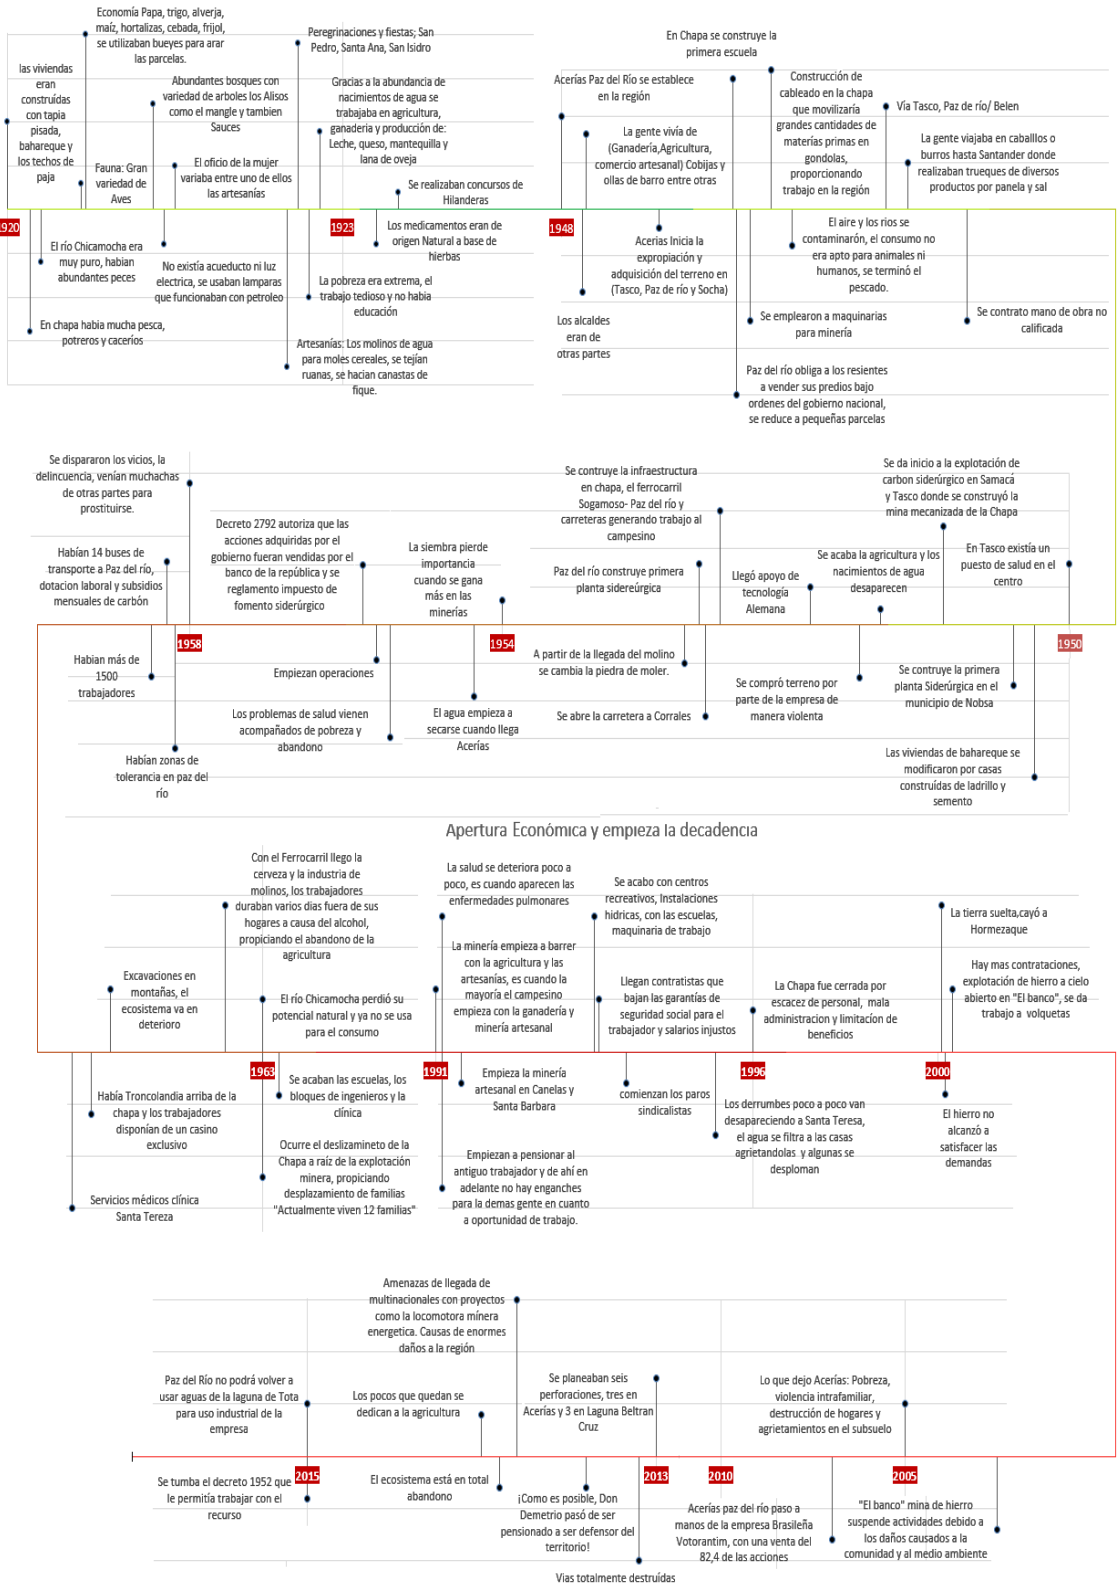 Economía Papa, trigo, alverja,
maíz, hortalizas, cebada, frijol,
se utilizaban bueyes para arar
las parcelas.
las viviendas
eran
construídas
con tapia
pisada,
bahareque y
los techos de
paja
Fauna: Gran
variedad de
Aves
Abundantes bosques con
variedad de arboles los Alisos
como el mangle y tambien
Sauces
El oficio de la mujer
variaba entre uno de ellos
las artesanías
Peregrinaciones y fiestas; San
Pedro, Santa Ana, San Isidro
Gracias a la abundancia de
nacimientos de agua se
trabajaba en agricultura,
ganaderia y producción de:
Leche, queso, mantequilla y
lana de oveja
Se realizaban concursos de
Hilanderas
En Chapa se construye la
primera escuela
Acerías Paz del Río se establece
en la región
La gente vivía de
(Ganadería,Agricultura,
comercio artesanal) Cobijas y
ollas de barro entre otras
Construcción de
cableado en la chapa
que movilizaría
grandes cantidades de
materías primas en
gondolas,
proporcionando
trabajo en la región
Vía Tasco, Paz de río/ Belen
La gente viajaba en caballlos o
burros hasta Santander donde
realizaban trueques de diversos
productos por panela y sal
1920
1923
1948
El río Chicamocha era
muy puro, habian
abundantes peces
En chapa habia mucha pesca,
potreros y caceríos
No existía acueducto ni luz
electrica, se usaban lamparas
que funcionaban con petroleo
Los medicamentos eran de
origen Natural a base de
hierbas
La pobreza era extrema, el
trabajo tedioso y no habia
educación
Artesanías: Los molinos de agua
para moles cereales, se tejían
ruanas, se hacian canastas de
fique.
Acerias Inicia la
expropiación y
adquisición del terreno en
(Tasco, Paz de río y Socha)
Los alcaldes
eran de
otras partes
El aire y los rios se
contaminarón, el consumo no
era apto para animales ni
humanos, se terminó el
pescado.
Se emplearon a maquinarias
para minería
Se contrato mano de obra no
calificada
Paz del río obliga a los resientes
a vender sus predios bajo
ordenes del gobierno nacional,
se reduce a pequeñas parcelas
Se dispararon los vicios, la
delincuencia, venían muchachas
de otras partes para
prostituirse.
Habían 14 buses de
transporte a Paz del río,
dotacion laboral y subsidios
mensuales de carbón
Decreto 2792 autoriza que las
acciones adquiridas por el
gobierno fueran vendidas por el
banco de la república y se
reglamento impuesto de
fomento siderúrgico
La siembra pierde
importancia
cuando se gana
más en las
minerías
Se contruye la infraestructura
en chapa, el ferrocarril
Sogamoso- Paz del río y
carreteras generando trabajo al
campesino
Paz del río construye primera
planta sidereúrgica
Llegó apoyo de
tecnología
Alemana
Se da inicio a la explotación de
carbon siderúrgico en Samacá
y Tasco donde se construyó la
mina mecanizada de la Chapa
Se acaba la agricultura y los
nacimientos de agua
desaparecen
En Tasco existía un
puesto de salud en el
centro
1958
1954
1950
Habian más de
1500
trabajadores
Habían zonas de
tolerancia en paz del
río
Empiezan operaciones
Los problemas de salud vienen
acompañados de pobreza y
abandono
El agua empieza a
secarse cuando llega
Acerías
A partir de la llegada del molino
se cambia la piedra de moler.
Se abre la carretera a Corrales
Se compró terreno por
parte de la empresa de
manera violenta
Se contruye la primera
planta Siderúrgica en el
municipio de Nobsa
Las viviendas de bahareque se
modificaron por casas
construídas de ladrillo y
semento
Apertura Económica y empieza la decadencia
Con el Ferrocarril llego la
cerveza y la industria de
molinos, los trabajadores
duraban varios dias fuera de sus
hogares a causa del alcohol,
propiciando el abandono de la
agricultura
Excavaciones en
montañas, el
ecosistema va en
deterioro
El río Chicamocha perdió su
potencial natural y ya no se usa
para el consumo
La salud se deteriora poco a
poco, es cuando aparecen las
enfermedades pulmonares
La minería empieza a barrer
con la agricultura y las
artesanías, es cuando la
mayoría el campesino
empieza con la ganadería y
minería artesanal
Se acabo con centros
recreativos, Instalaciones
hidricas, con las escuelas,
maquinaria de trabajo
Llegan contratistas que
bajan las garantías de
seguridad social para el
trabajador y salarios injustos
La Chapa fue cerrada por
escacez de personal, mala
administracion y limitacíon de
beneficios
La tierra suelta,cayó a
Hormezaque
Hay mas contrataciones,
explotación de hierro a cielo
abierto en "El banco", se da
trabajo a volquetas
1963
1991
1996
2000
Había Troncolandia arriba de la
chapa y los trabajadores
disponían de un casino
exclusivo
Servicios médicos clínica
Santa Tereza
Se acaban las escuelas, los
bloques de ingenieros y la
clínica
Ocurre el deslizamineto de la
Chapa a raíz de la explotación
minera, propiciando
desplazamiento de familias
"Actualmente viven 12 familias"
Empieza la minería
artesanal en Canelas y
Santa Barbara
Empiezan a pensionar al
antiguo trabajador y de ahí en
adelante no hay enganches
para la demas gente en cuanto
a oportunidad de trabajo.
comienzan los paros
sindicalistas
Los derrumbes poco a poco van
desapareciendo a Santa Teresa,
el agua se filtra a las casas
agrietandolas y algunas se
desploman
El hierro no
alcanzó a
satisfacer las
demandas
Amenazas de llegada de
multinacionales con proyectos
como la locomotora mínera
energetica. Causas de enormes
daños a la región
Paz del Río no podrá volver a
usar aguas de la laguna de Tota
para uso industrial de la
empresa
Los pocos que quedan se
dedican a la agricultura
Se planeaban seis
perforaciones, tres en
Acerías y 3 en Laguna Beltran
Cruz
Lo que dejo Acerías: Pobreza,
violencia intrafamiliar,
destrucción de hogares y
agrietamientos en el subsuelo
2015
2013
2010
2005
Se tumba el decreto 1952 que
le permitía trabajar con el
recurso
El ecosistema está en total
abandono
¡Como es posible, Don
Demetrio pasó de ser
pensionado a ser defensor del
territorio!
Vias totalmente destruídas
Acerías paz del río paso a
manos de la empresa Brasileña
Votorantim, con una venta del
82,4 de las acciones
"El banco" mina de hierro
suspende actividades debido a
los daños causados a la
comunidad y al medio ambiente